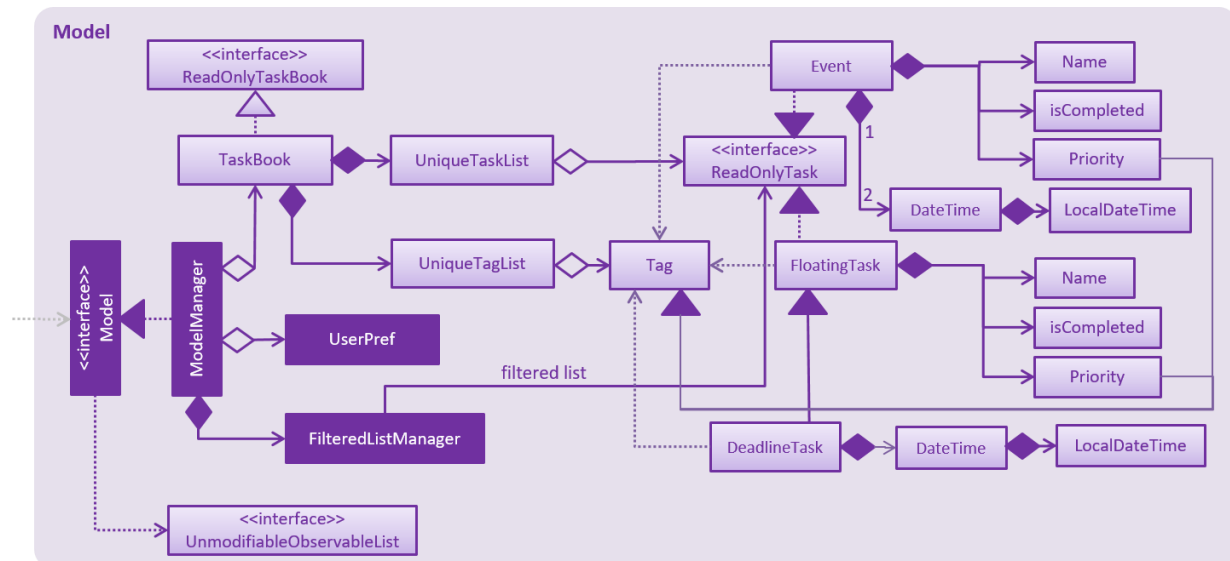 Model
<<interface>>
ReadOnlyTaskBook
Event
Name
isCompleted
1
TaskBook
UniqueTaskList
<<interface>>
ReadOnlyTask
Priority
2
DateTime
LocalDateTime
UniqueTagList
Tag
FloatingTask
Name
<<interface>>
Model
ModelManager
UserPref
isCompleted
filtered list
Priority
FilteredListManager
DeadlineTask
DateTime
LocalDateTime
<<interface>>
UnmodifiableObservableList